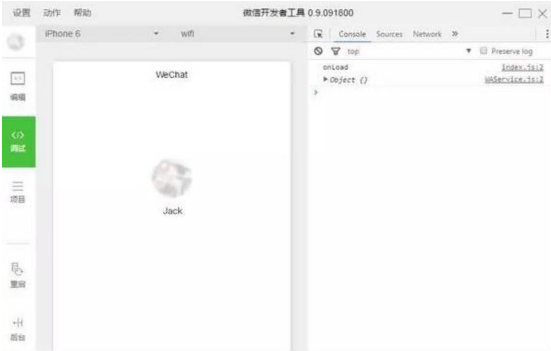 设置 动作 帮助 微信开发者工具 0.9.091800
iPhone 6 wifi Console Sources Network »
top Preserve log
WeChat
onLoad index.js:2
Object {} WAService.js:2
编辑
调试
Jack
项目
重启
后台